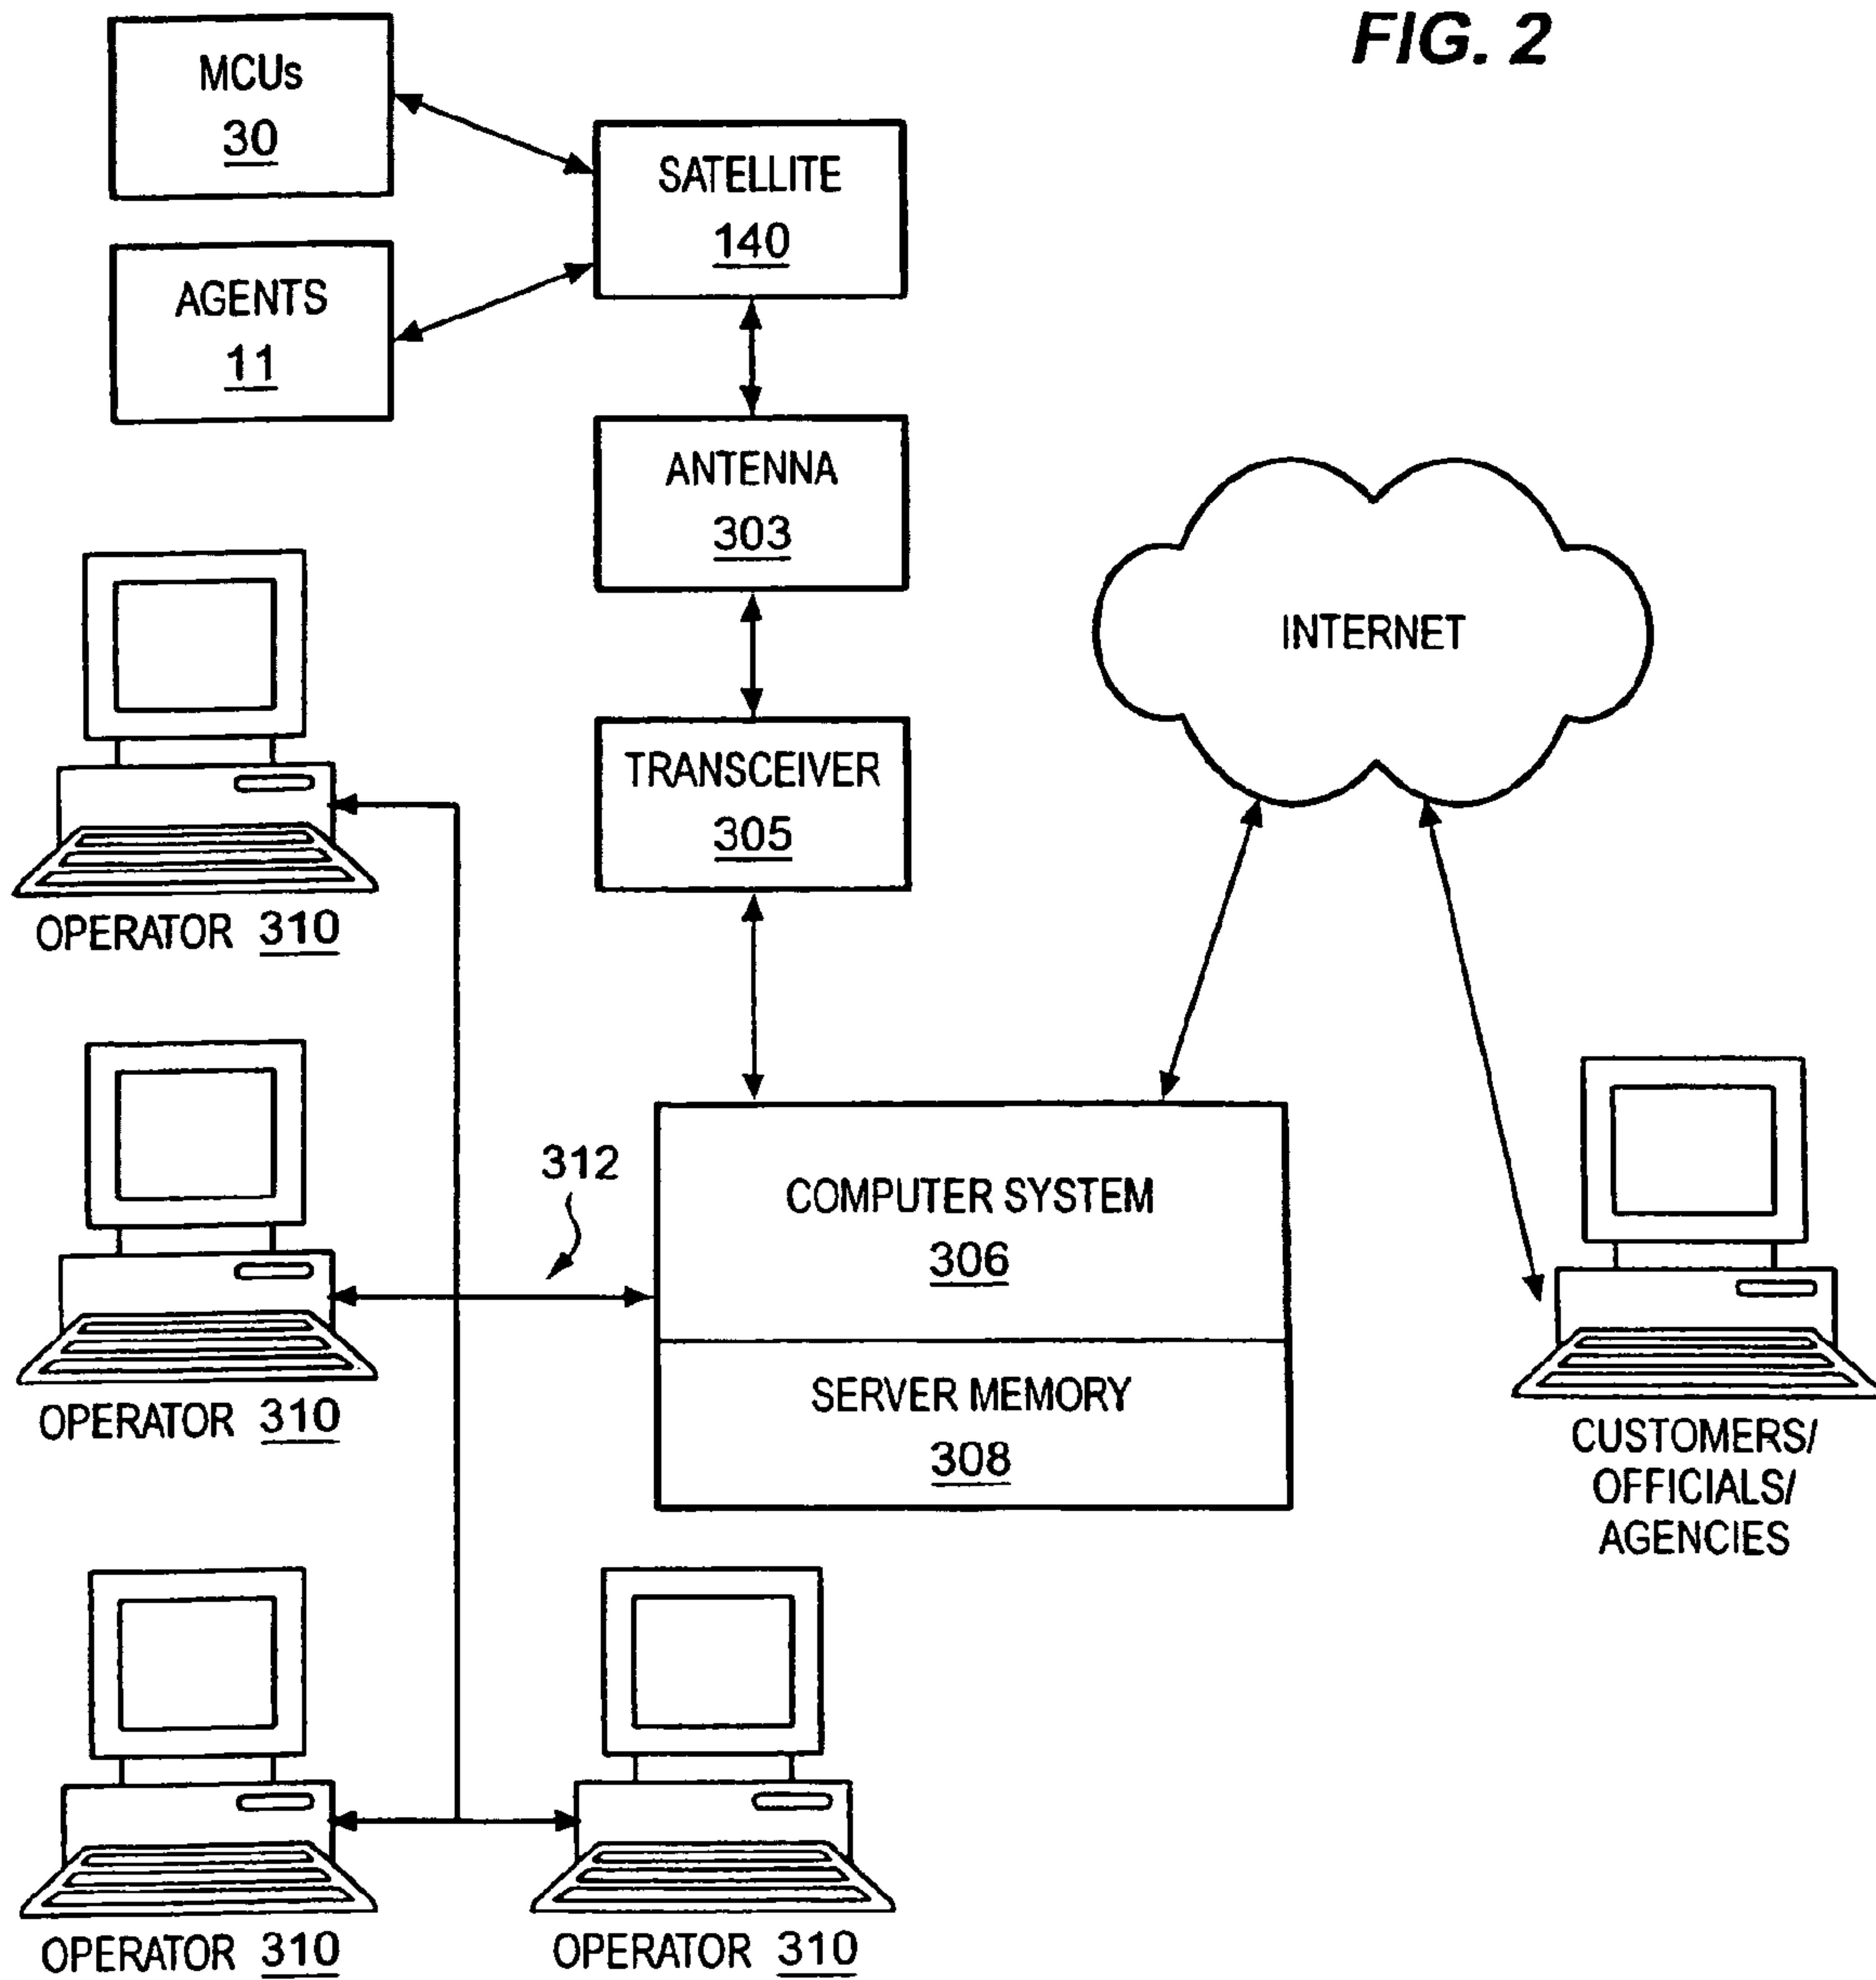 FIG. 2
MCUs
30
SATELLITE
140
AGENTS
11
ANTENNA
303
INTERNET
TRANSCEIVER
305
OPERATOR 310
312
COMPUTER SYSTEM
306
OPERATOR 310
SERVER MEMORY
308
CUSTOMERS/
OFFICIALS/
AGENCIES
OPERATOR 310
OPERATOR 310